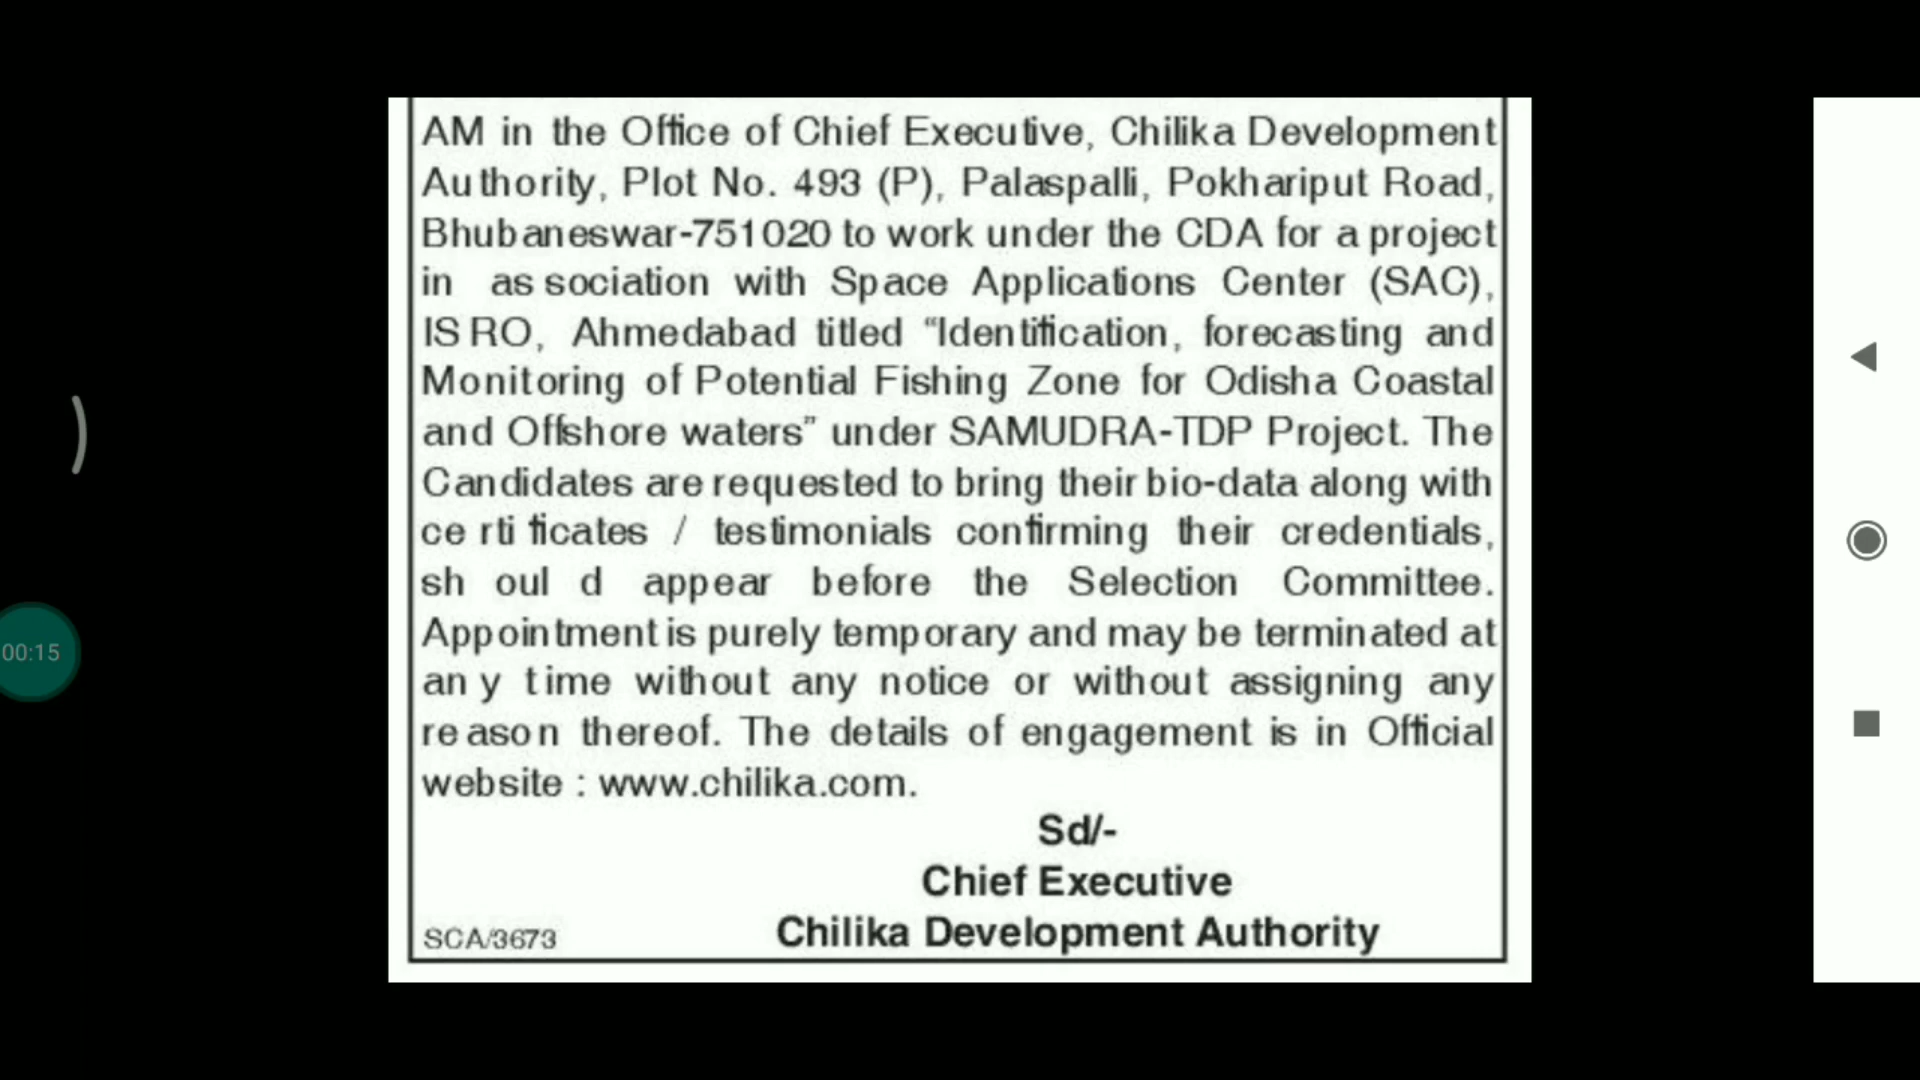 AM in the Office of Chief Executive, Chilika Development
Authority, Plot No. 493 (P), Palaspalli, Pokhariput Road,
Bhubaneswar-751020 to work under the CDA for a project
in association with Space Applications Center (SAC),
ISRO, Ahmedabad titled “Identification, forecasting and
Monitoring of Potential Fishing Zone for Odisha Coastal
and Offshore waters” under SAMUDRA-TDP Project. The
Candidates are requested to bring their bio-data along with
certificates / testimonials confirming their credentials,
should appear before the Selection Committee.
Appointment is purely temporary and may be terminated at
any time without any notice or without assigning any
reason thereof. The details of engagement is in Official
website : www.chilika.com.
Sd/-
Chief Executive
SCA/3673 Chilika Development Authority
00:15